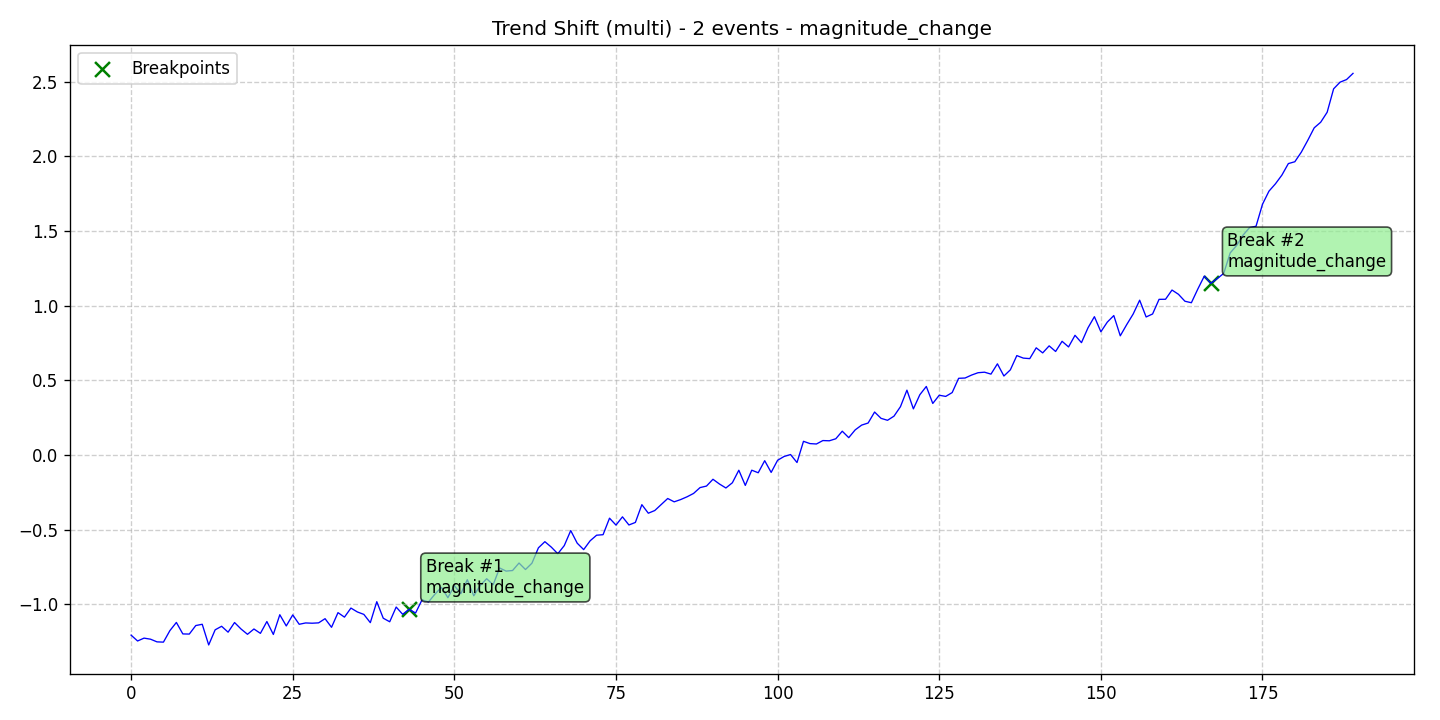 Trend Shift (multi) - 2 events - magnitude_change
Breakpoints
2.5
2.0
1.5
1.0
0.5
0.0
−0.5
−1.0
Break #2
magnitude_change
Break #1
magnitude_change
0 25 50 75 100 125 150 175